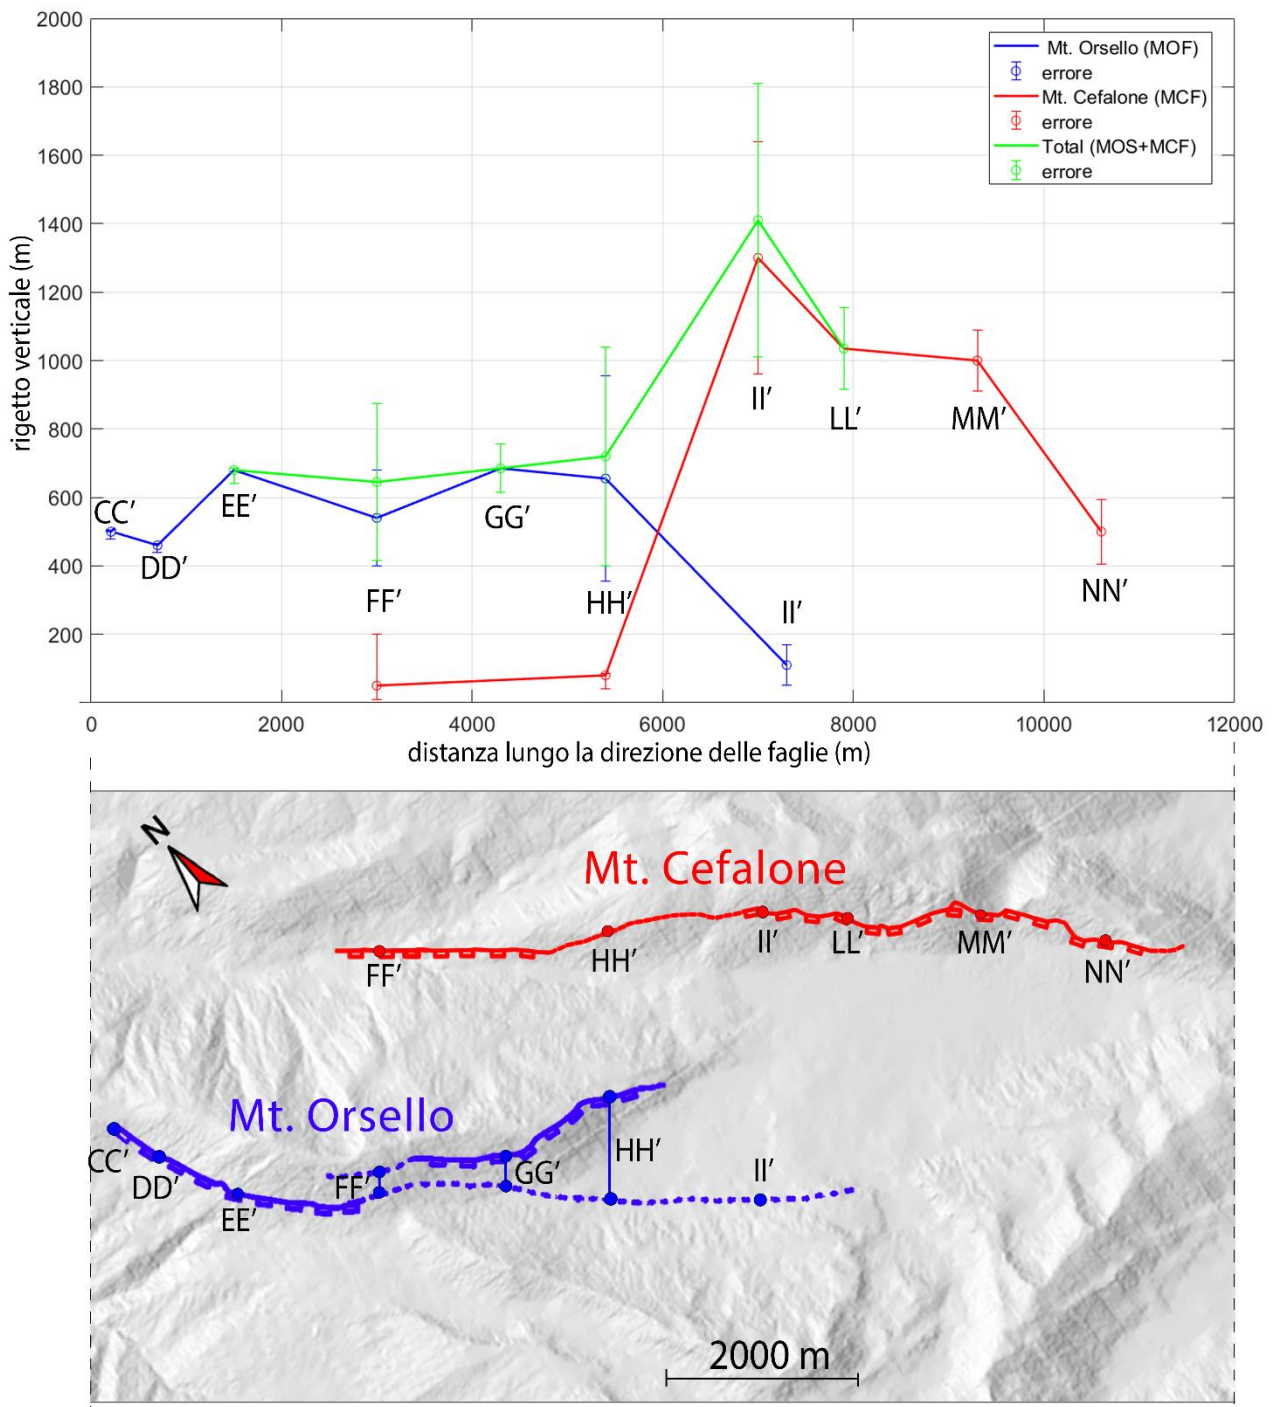 2000
1800
1600
1400
1200
1000
800
600
400
200
rigetto verticale (m)
Mt. Orsello (MOF)
errore
Mt. Cefalone (MCF)
errore
Total (MOS+MCF)
errore
CC’
DD’
EE’
FF’
GG’
HH’
II’
II’
LL’
MM’
NN’
0 2000 4000 6000 8000 10000 12000
distanza lungo la direzione delle faglie (m)
N
Mt. Cefalone
FF’
HH’
II’
LL’
MM’
NN’
Mt. Orsello
CC’
DD’
EE’
FF’
GG’
HH’
II’
2000 m